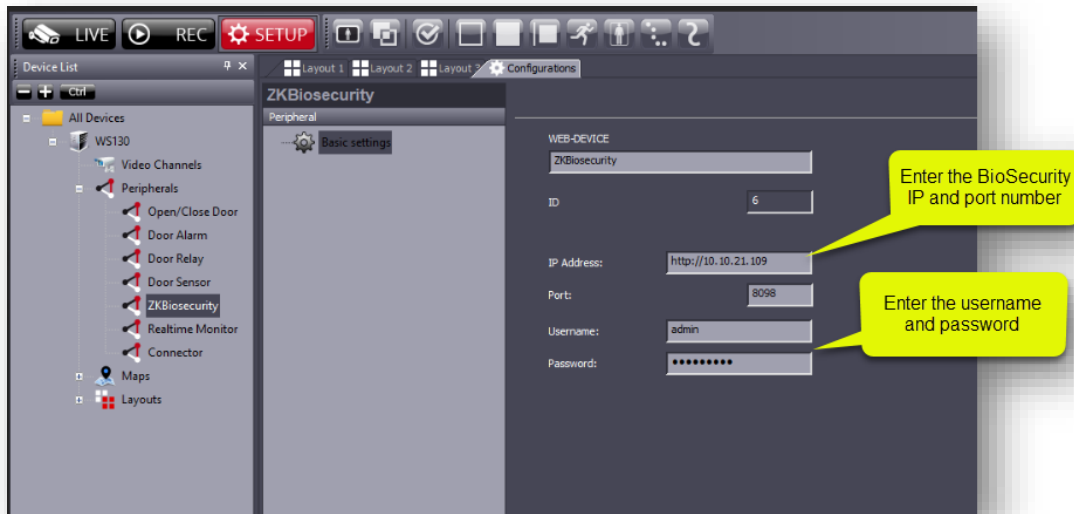 LIVE REC SETUP
Device List
Layout 1 Layout 2 Layout 3 Configurations
Ctrl
ZKBiosecurity
Peripheral
Basic settings
All Devices
WS130
Video Channels
Peripherals
Open/Close Door
Door Alarm
Door Relay
Door Sensor
ZKBiosecurity
Realtime Monitor
Connector
Maps
Layouts
WEB-DEVICE
ZKBiosecurity
ID 6
IP Address: http://10.10.21.109
Port: 8098
Username: admin
Password: •••••••••
Enter the BioSecurity
IP and port number
Enter the username
and password